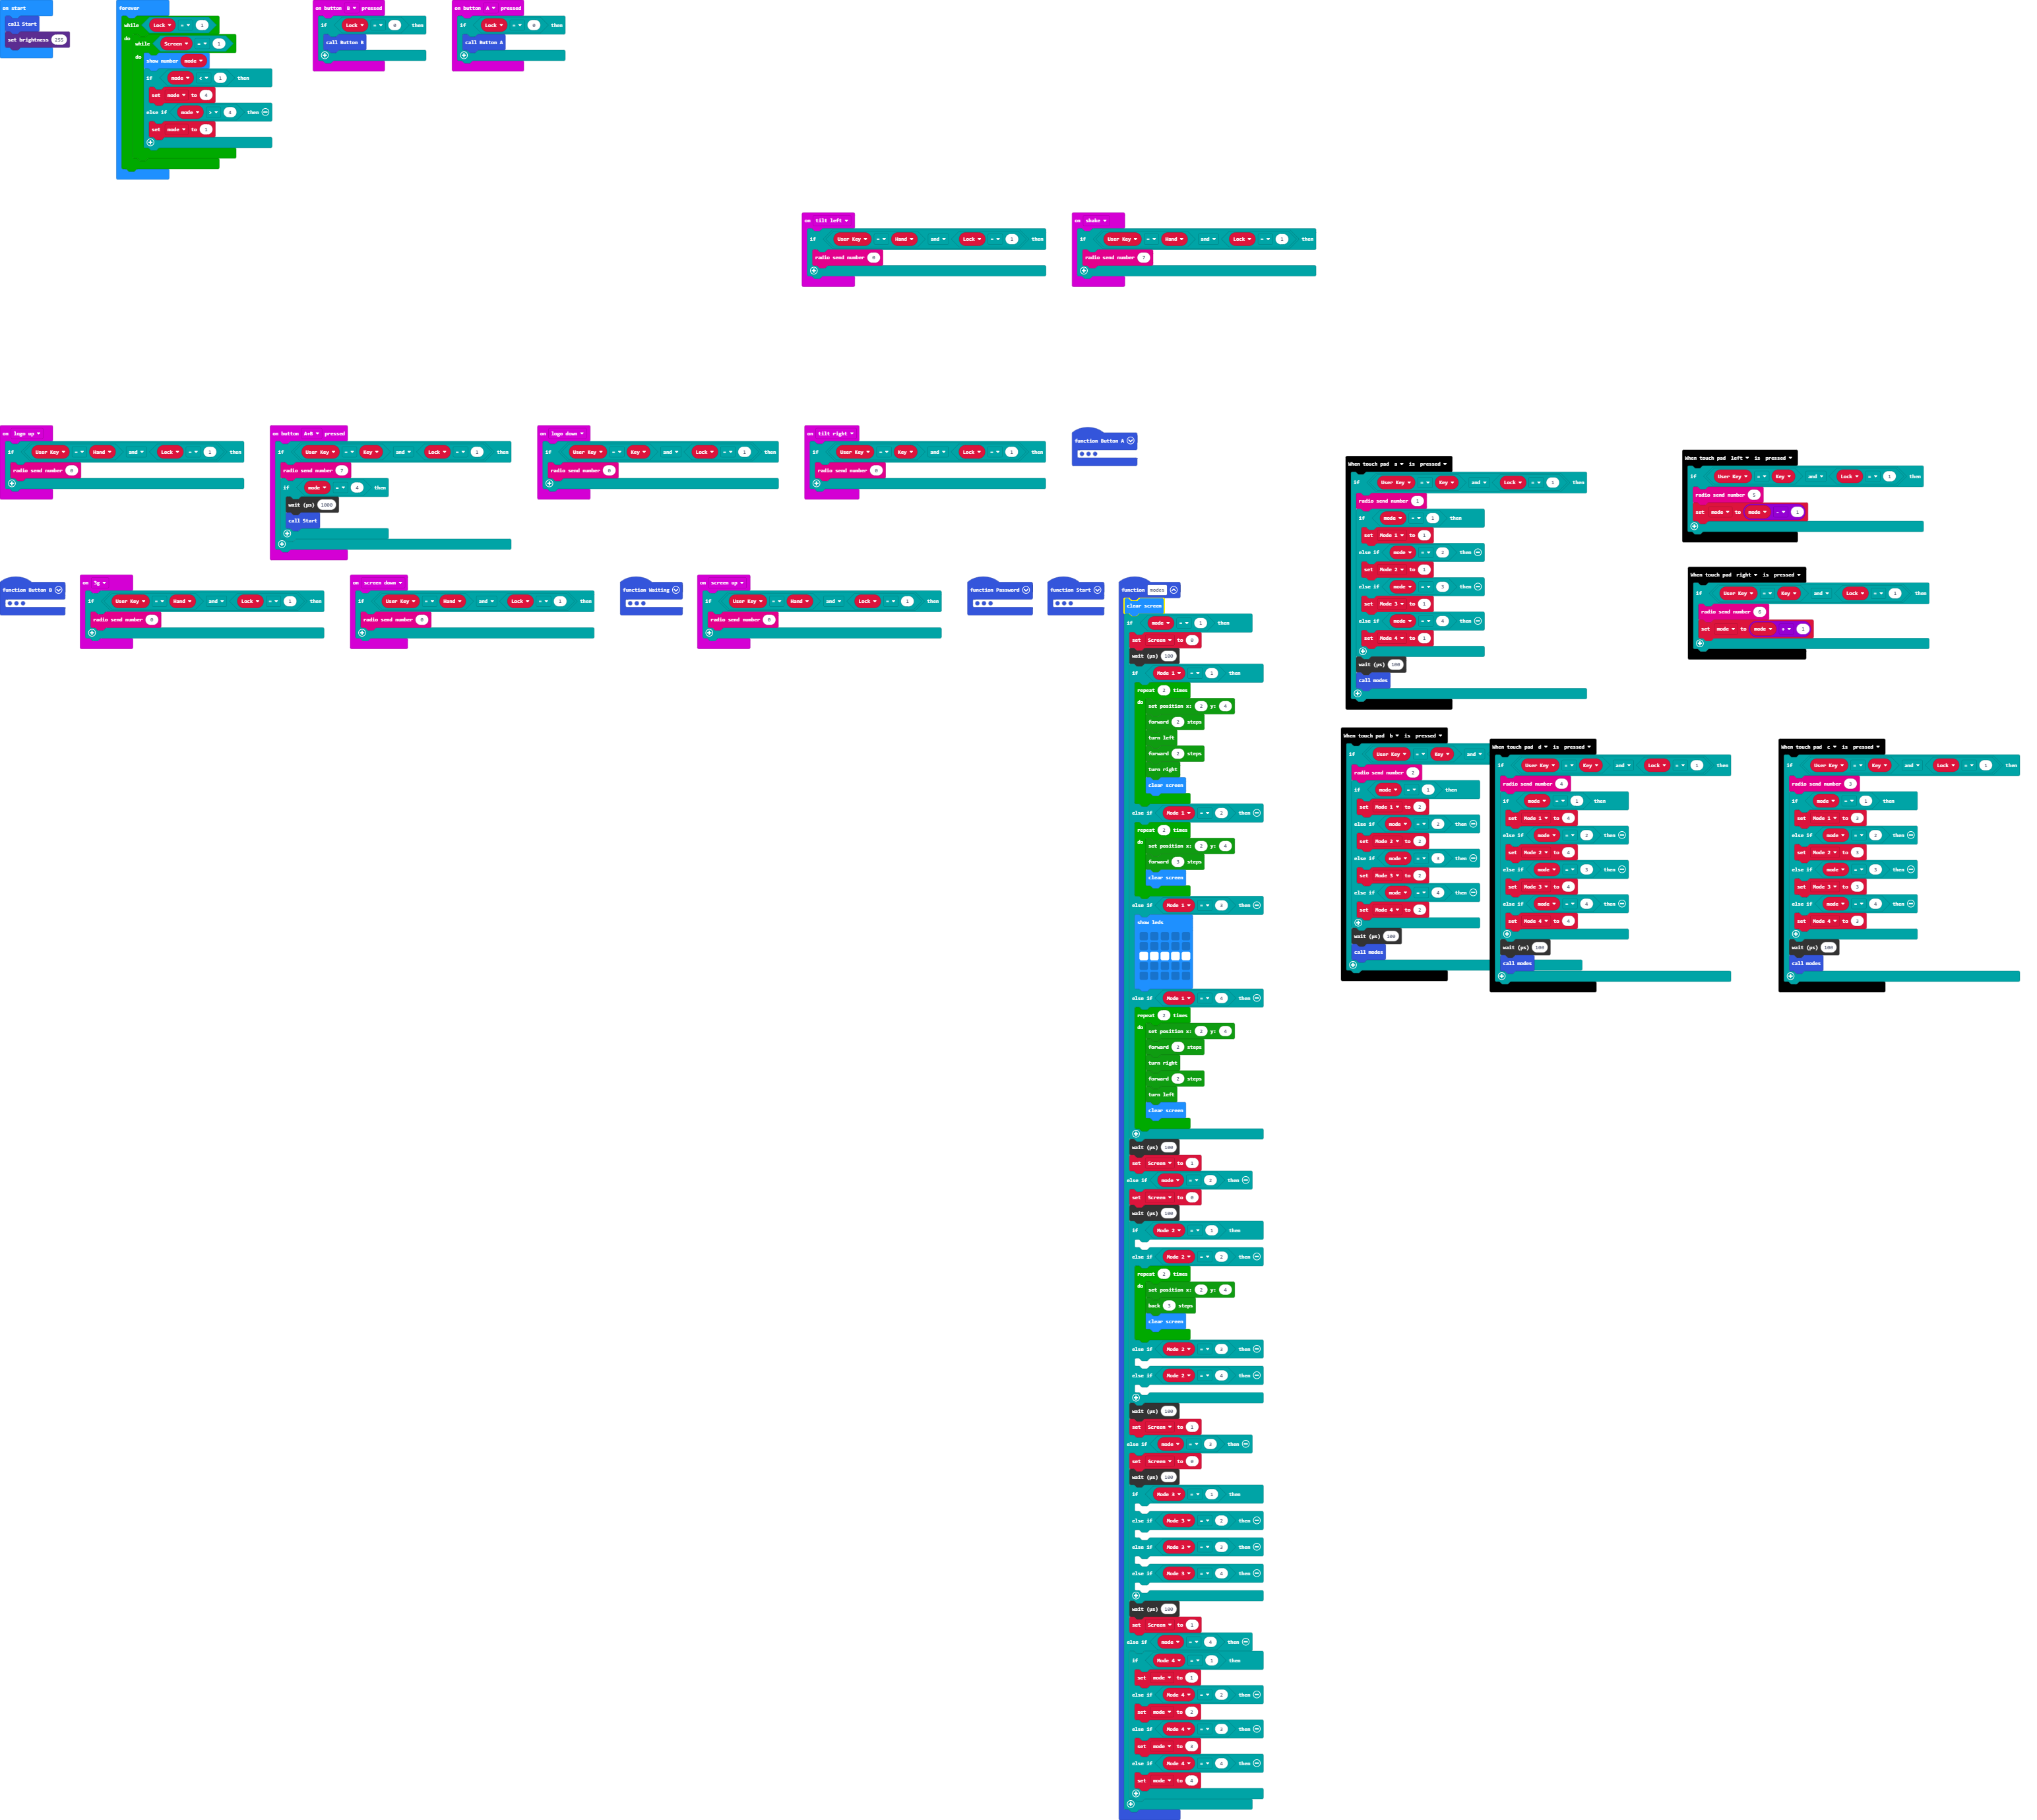 on start
call Start
set brightness 255
forever
while Lock = 1
do
while Screen = 1
do
show number mode
if mode < 1 then
set mode to 4
else if mode > 4 then
set mode to 1
on button B pressed
if Lock = 0 then
call Button B
on button A pressed
if Lock = 0 then
call Button A
on tilt left
if User Key = Hand and Lock = 1 then
radio send number
on shake
if User Key = Hand and Lock = 1 then
radio send number 7
on logo up
if User Key = Hand and Lock = 1 then
radio send number
on button A+B pressed
if User Key = Key and Lock = 1 then
radio send number 7
if mode = 4 then
wait (µs) 1000
call Start
on logo down
if User Key = Key and Lock = 1 then
radio send number
on tilt right
if User Key = Key and Lock = 1 then
radio send number
function Button A
function Button B
on 3g
if User Key = Hand and Lock = 1 then
radio send number
on screen down
if User Key = Hand and Lock = 1 then
radio send number
function Waiting
on screen up
if User Key = Hand and Lock = 1 then
radio send number
function Password
function Start
function modes
clear screen
if mode = 1 then
set Screen to 0
wait (µs) 100
if Mode 1 = 1 then
repeat 2 times
do
set position x: 2 y: 4
forward 2 steps
turn left
forward 2 steps
turn right
clear screen
else if Mode 1 = 2 then
repeat 2 times
do
set position x: 2 y: 4
forward 3 steps
clear screen
else if Mode 1 = 3 then
show leds
else if Mode 1 = 4 then
repeat 2 times
do
set position x: 2 y: 4
forward 2 steps
turn right
forward 2 steps
turn left
clear screen
wait (µs) 100
set Screen to 1
else if mode = 2 then
set Screen to 0
wait (µs) 100
if Mode 2 = 1 then
else if Mode 2 = 2 then
repeat 2 times
do
set position x: 2 y: 4
back 3 steps
clear screen
else if Mode 2 = 3 then
else if Mode 2 = 4 then
wait (µs) 100
set Screen to 1
else if mode = 3 then
set Screen to 0
wait (µs) 100
if Mode 3 = 1 then
else if Mode 3 = 2 then
else if Mode 3 = 3 then
else if Mode 3 = 4 then
wait (µs) 100
set Screen to 1
else if mode = 4 then
if Mode 4 = 1 then
set mode to 1
else if Mode 4 = 2 then
set mode to 2
else if Mode 4 = 3 then
set mode to 3
else if Mode 4 = 4 then
set mode to 4
When touch pad a is pressed
if User Key = Key and Lock = 1 then
radio send number 1
if mode = 1 then
set Mode 1 to 1
else if mode = 2 then
set Mode 2 to 1
else if mode = 3 then
set Mode 3 to 1
else if mode = 4 then
set Mode 4 to 1
wait (µs) 100
call modes
When touch pad left is pressed
if User Key = Key and Lock = 1 then
radio send number 5
set mode to mode - 1
When touch pad right is pressed
if User Key = Key and Lock = 1 then
radio send number 6
set mode to mode + 1
When touch pad b is pressed
if User Key = Key and
radio send number 2
if mode = 1 then
set Mode 1 to 2
else if mode = 2 then
set Mode 2 to 2
else if mode = 3 then
set Mode 3 to 2
else if mode = 4 then
set Mode 4 to 2
wait (µs) 100
call modes
When touch pad d is pressed
if User Key = Key and Lock = 1 then
radio send number 4
if mode = 1 then
set Mode 1 to 4
else if mode = 2 then
set Mode 2 to 4
else if mode = 3 then
set Mode 3 to 4
else if mode = 4 then
set Mode 4 to 4
wait (µs) 100
call modes
When touch pad c is pressed
if User Key = Key and Lock = 1 then
radio send number 3
if mode = 1 then
set Mode 1 to 3
else if mode = 2 then
set Mode 2 to 3
else if mode = 3 then
set Mode 3 to 3
else if mode = 4 then
set Mode 4 to 3
wait (µs) 100
call modes